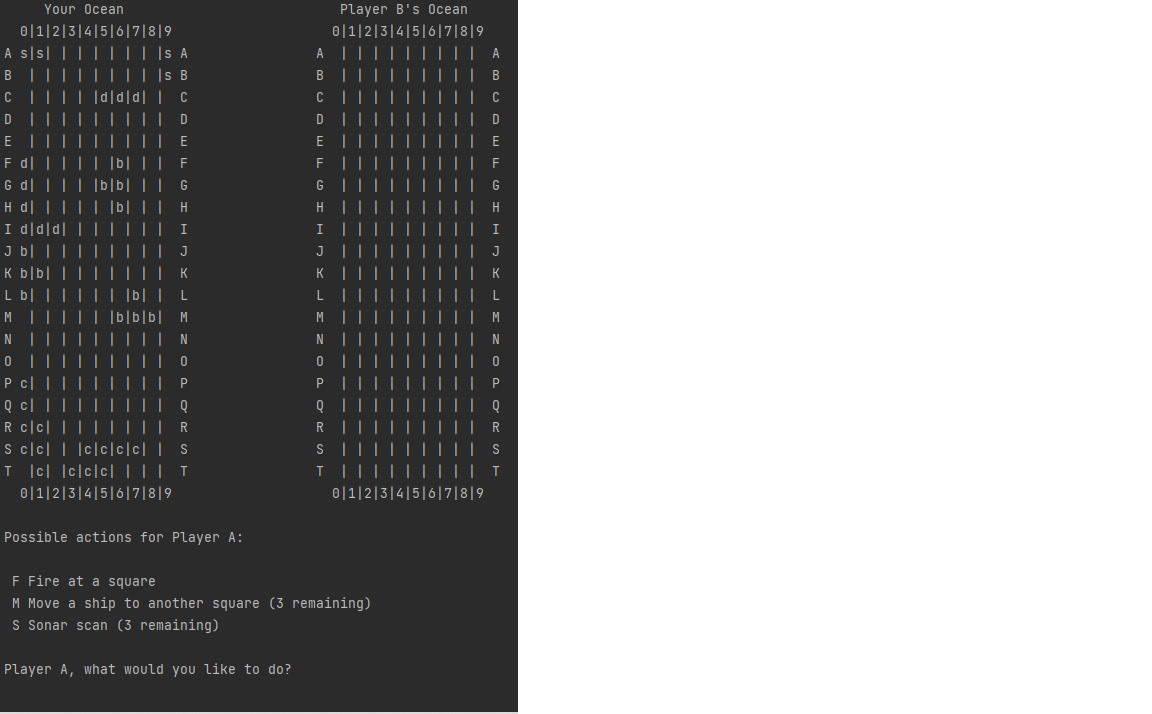 Your Ocean                           Player B's Ocean
  0|1|2|3|4|5|6|7|8|9                    0|1|2|3|4|5|6|7|8|9
A s|s| | | | | | | |s A                A  | | | | | | | | |   A
B  | | | | | | | | |s B                B  | | | | | | | | |   B
C  | | | | |d|d|d| |   C                C  | | | | | | | | |   C
D  | | | | | | | | |   D                D  | | | | | | | | |   D
E  | | | | | | | | |   E                E  | | | | | | | | |   E
F d| | | | | |b| | |   F                F  | | | | | | | | |   F
G d| | | | |b|b| | |   G                G  | | | | | | | | |   G
H d| | | | | |b| | |   H                H  | | | | | | | | |   H
I d|d|d| | | | | | |   I                I  | | | | | | | | |   I
J b| | | | | | | | |   J                J  | | | | | | | | |   J
K b|b| | | | | | | |   K                K  | | | | | | | | |   K
L b| | | | | | |b| |   L                L  | | | | | | | | |   L
M  | | | | | |b|b|b|   M                M  | | | | | | | | |   M
N  | | | | | | | | |   N                N  | | | | | | | | |   N
O  | | | | | | | | |   O                O  | | | | | | | | |   O
P c| | | | | | | | |   P                P  | | | | | | | | |   P
Q c| | | | | | | | |   Q                Q  | | | | | | | | |   Q
R c|c| | | | | | | |   R                R  | | | | | | | | |   R
S c|c| | |c|c|c|c| |   S                S  | | | | | | | | |   S
T  |c| |c|c|c| | | |   T                T  | | | | | | | | |   T
  0|1|2|3|4|5|6|7|8|9                    0|1|2|3|4|5|6|7|8|9
Possible actions for Player A:
 F Fire at a square
 M Move a ship to another square (3 remaining)
 S Sonar scan (3 remaining)
Player A, what would you like to do?